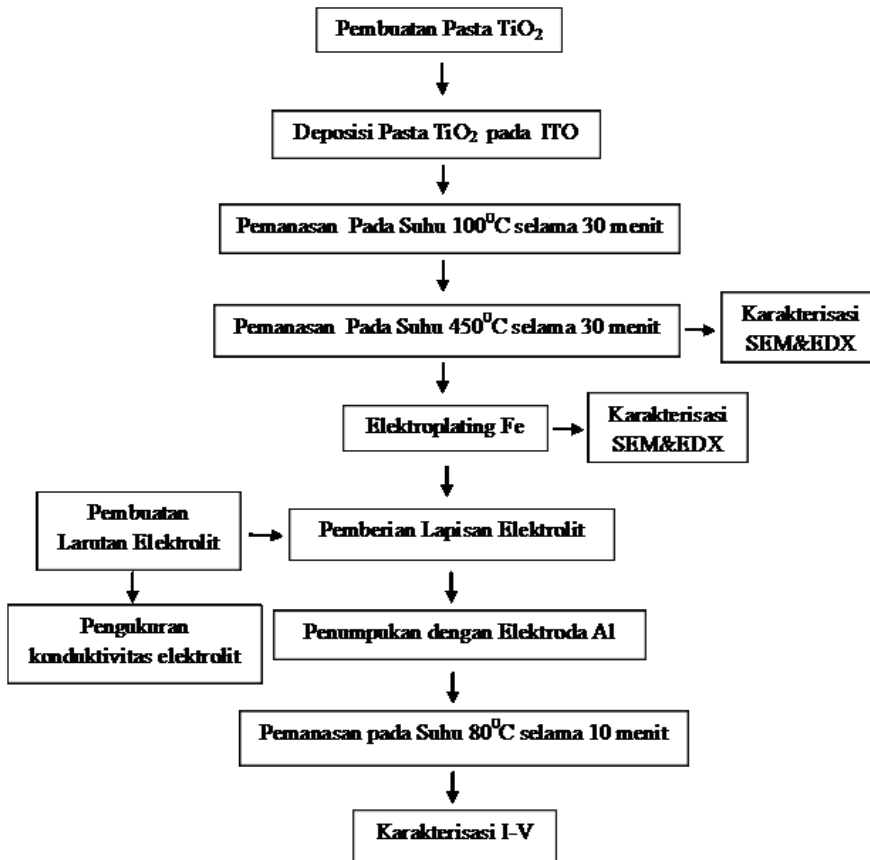 Pembuatan Pasta TiO₂
Deposisi Pasta TiO₂ pada ITO
Pemanasan Pada Suhu 100⁰C selama 30 menit
Pemanasan Pada Suhu 450⁰C selama 30 menit
Karakterisasi
SEM&EDX
Elektroplating Fe
Karakterisasi
SEM&EDX
Pembuatan
Larutan Elektrolit
Pemberian Lapisan Elektrolit
Pengukuran
konduktivitas elektrolit
Penumpukan dengan Elektroda Al
Pemanasan pada Suhu 80⁰C selama 10 menit
Karakterisasi I-V